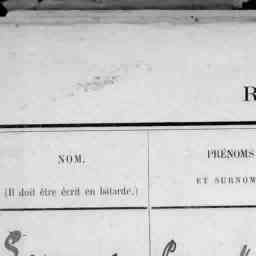 R
NOM.
PRÉNOMS
ET SURNOM
(Il doit être écrit en bâtarde.)